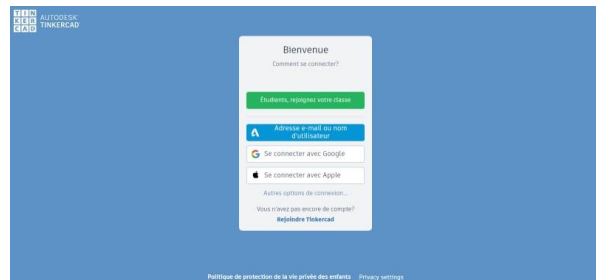 TIN
KER
CAD
AUTODESK
TINKERCAD
Bienvenue
Comment se connecter?
Étudients, rejoignez votre classe
Adresse e-mail ou nom
d'utilisateur
Se connecter avec Google
Se connecter avec Apple
Autres options de connexion...
Vous n'avez pas encore de compte?
Rejoindre Tinkercad
Politique de protection de la vie privée des enfants Privacy settings